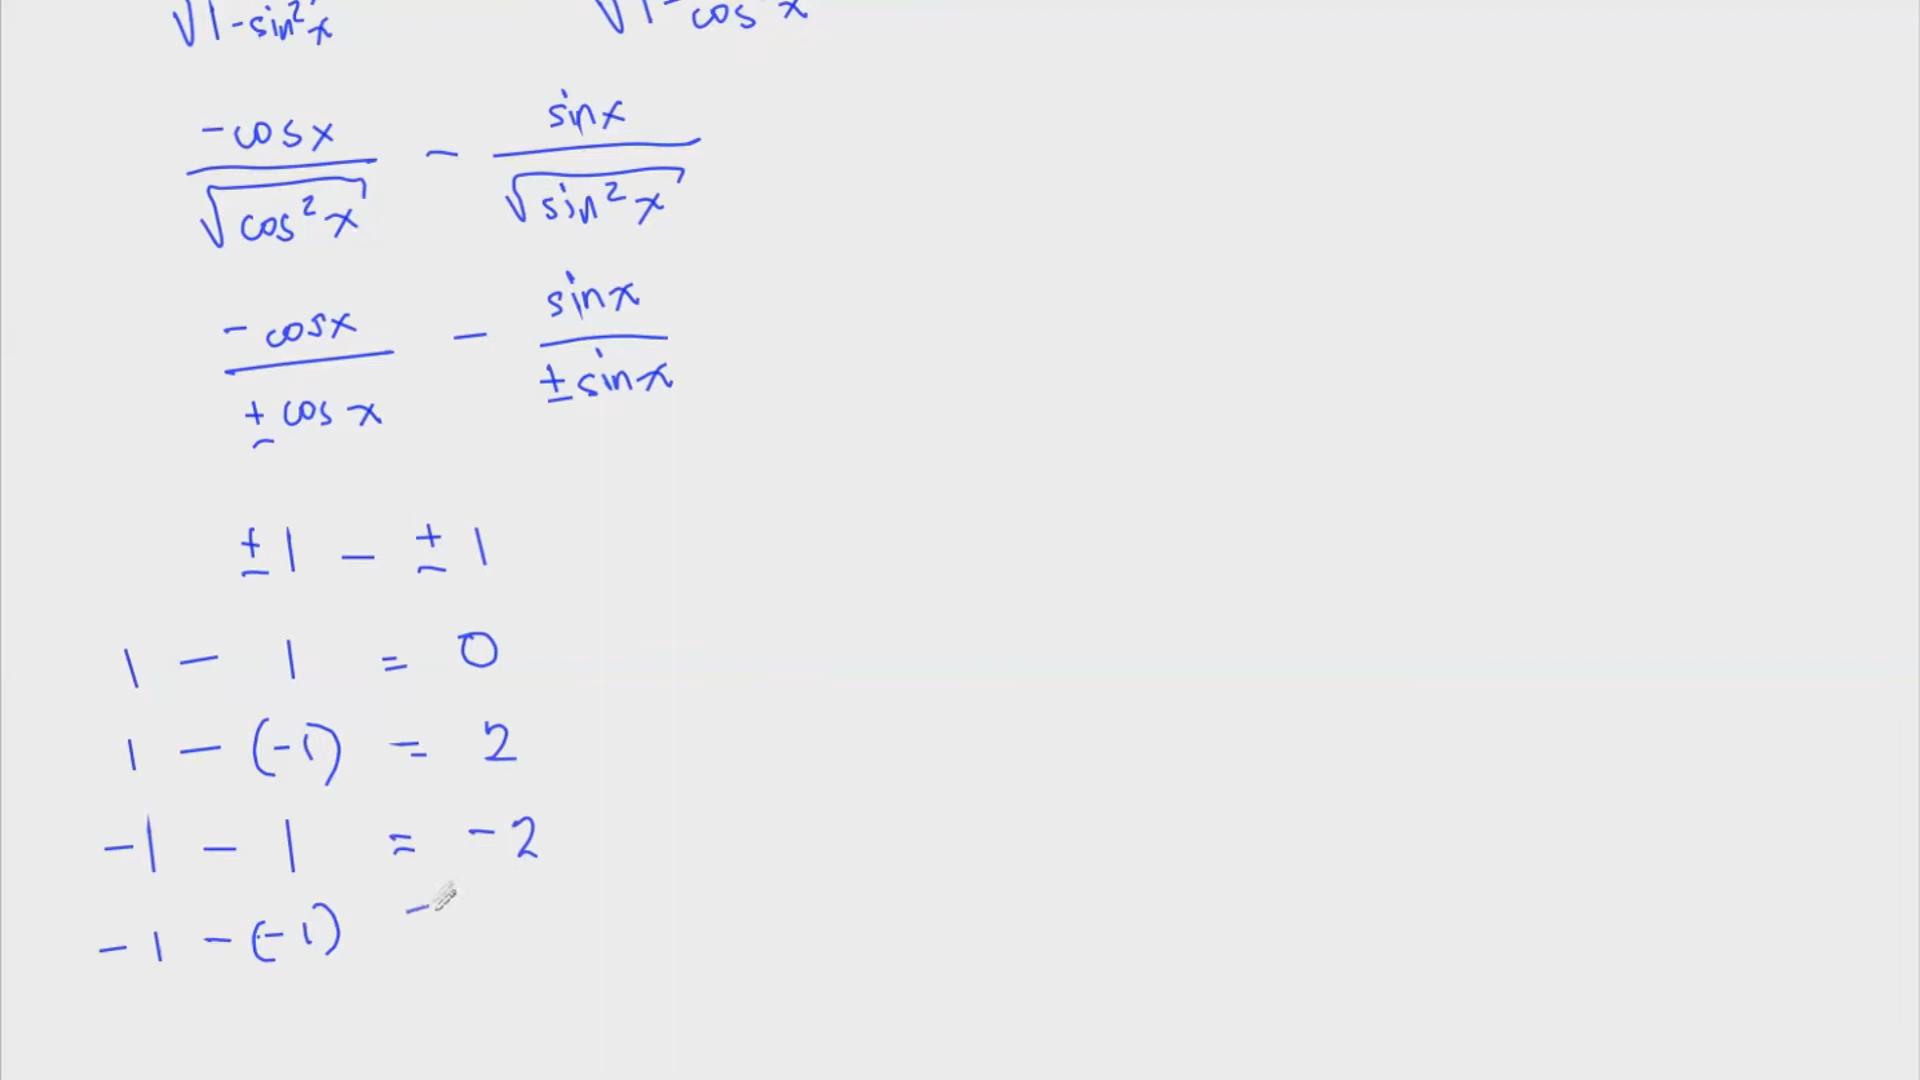 √1-sin²x √1-cos²x
-cosx/√cos²x - sinx/√sin²x
-cosx/±cosx - sinx/±sinx
±1 - ±1
1 - 1 = 0
1 - (-1) = 2
-1 - 1 = -2
-1 - (-1) -